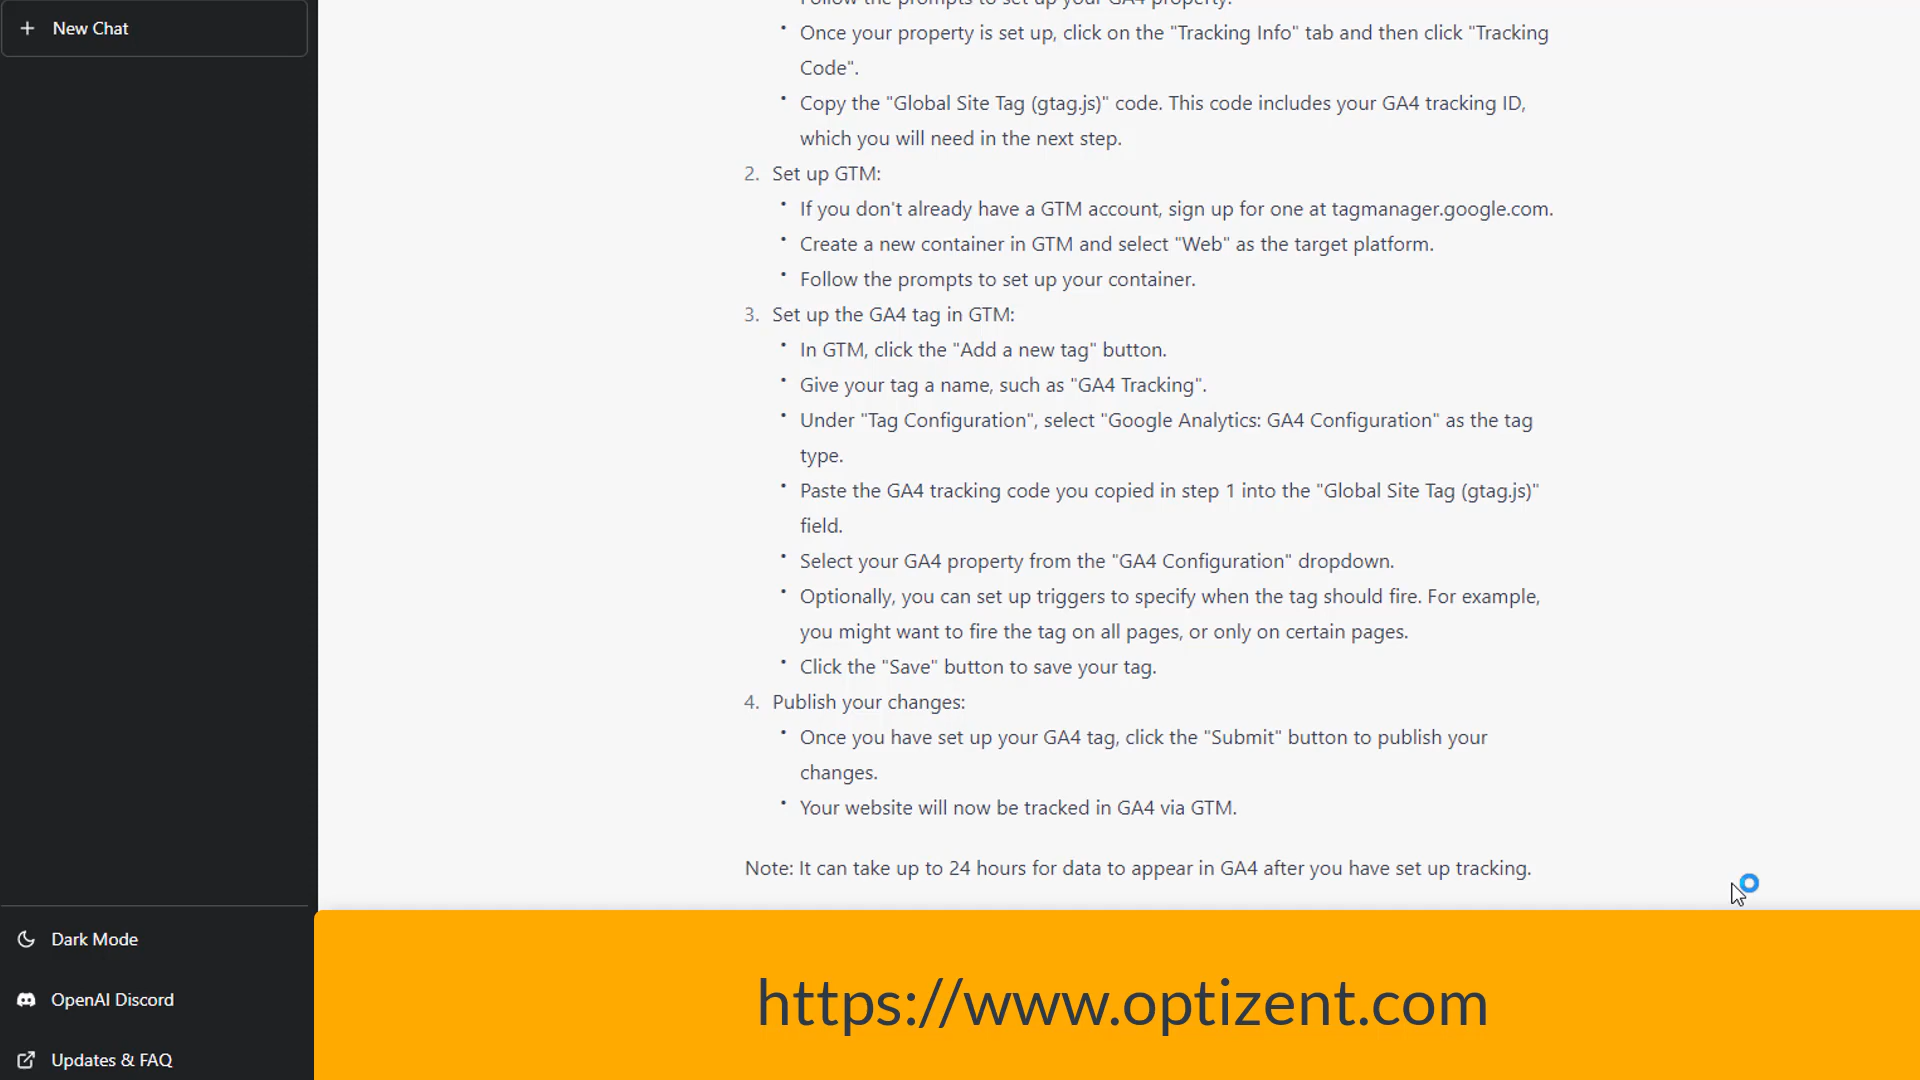 New Chat
Follow the prompts to set up your GA4 property.
• Once your property is set up, click on the "Tracking Info" tab and then click "Tracking
Code".
• Copy the "Global Site Tag (gtag.js)" code. This code includes your GA4 tracking ID,
which you will need in the next step.
2. Set up GTM:
• If you don't already have a GTM account, sign up for one at tagmanager.google.com.
• Create a new container in GTM and select "Web" as the target platform.
• Follow the prompts to set up your container.
3. Set up the GA4 tag in GTM:
• In GTM, click the "Add a new tag" button.
• Give your tag a name, such as "GA4 Tracking".
• Under "Tag Configuration", select "Google Analytics: GA4 Configuration" as the tag
type.
• Paste the GA4 tracking code you copied in step 1 into the "Global Site Tag (gtag.js)"
field.
• Select your GA4 property from the "GA4 Configuration" dropdown.
• Optionally, you can set up triggers to specify when the tag should fire. For example,
you might want to fire the tag on all pages, or only on certain pages.
• Click the "Save" button to save your tag.
4. Publish your changes:
• Once you have set up your GA4 tag, click the "Submit" button to publish your
changes.
• Your website will now be tracked in GA4 via GTM.
Note: It can take up to 24 hours for data to appear in GA4 after you have set up tracking.
Dark Mode
OpenAI Discord
Updates & FAQ
https://www.optizent.com